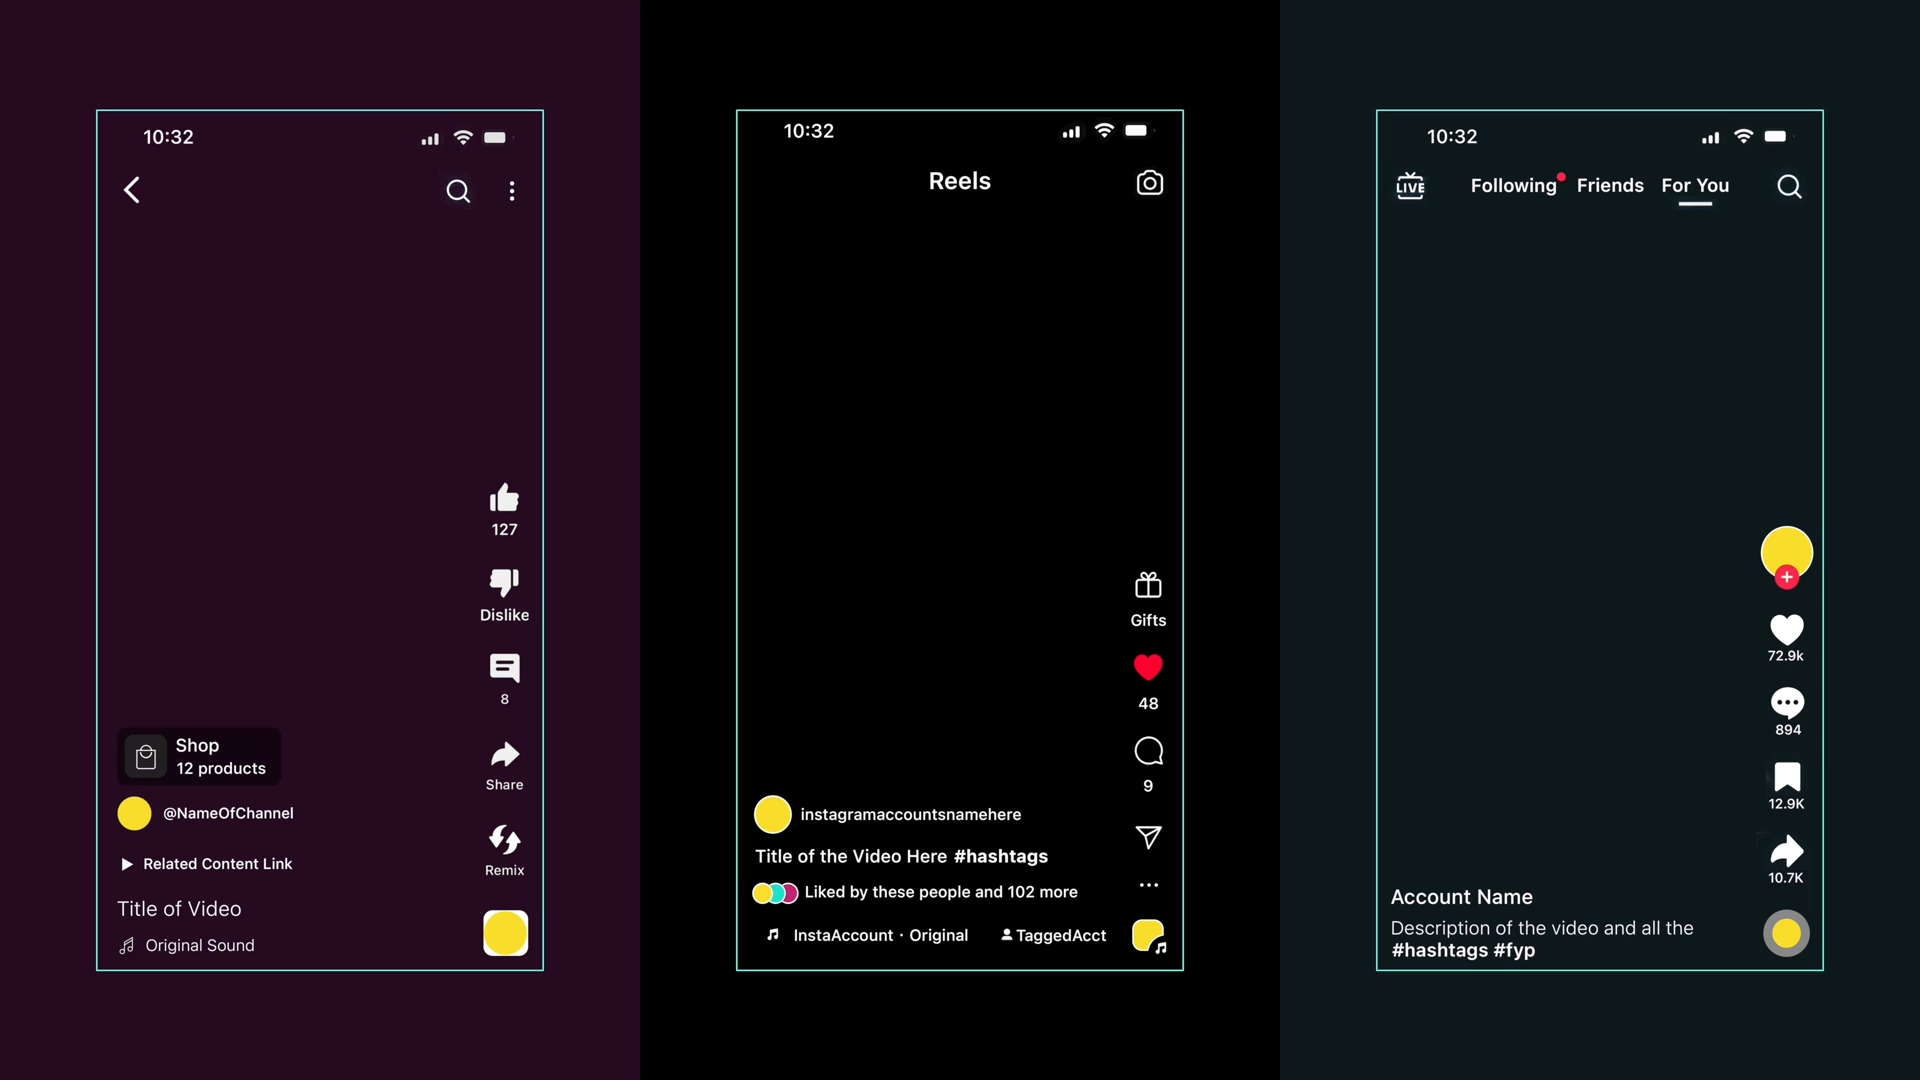 10:32
127
Dislike
8
Shop
12 products
Share
@NameOfChannel
Related Content Link
Remix
Title of Video
Original Sound
10:32
Reels
Gifts
48
9
instagramaccountsnamehere
Title of the Video Here #hashtags
Liked by these people and 102 more
InstaAccount · Original TaggedAcct
10:32
LIVE Following Friends For You
72.9k
894
12.9K
10.7K
Account Name
Description of the video and all the
#hashtags #fyp